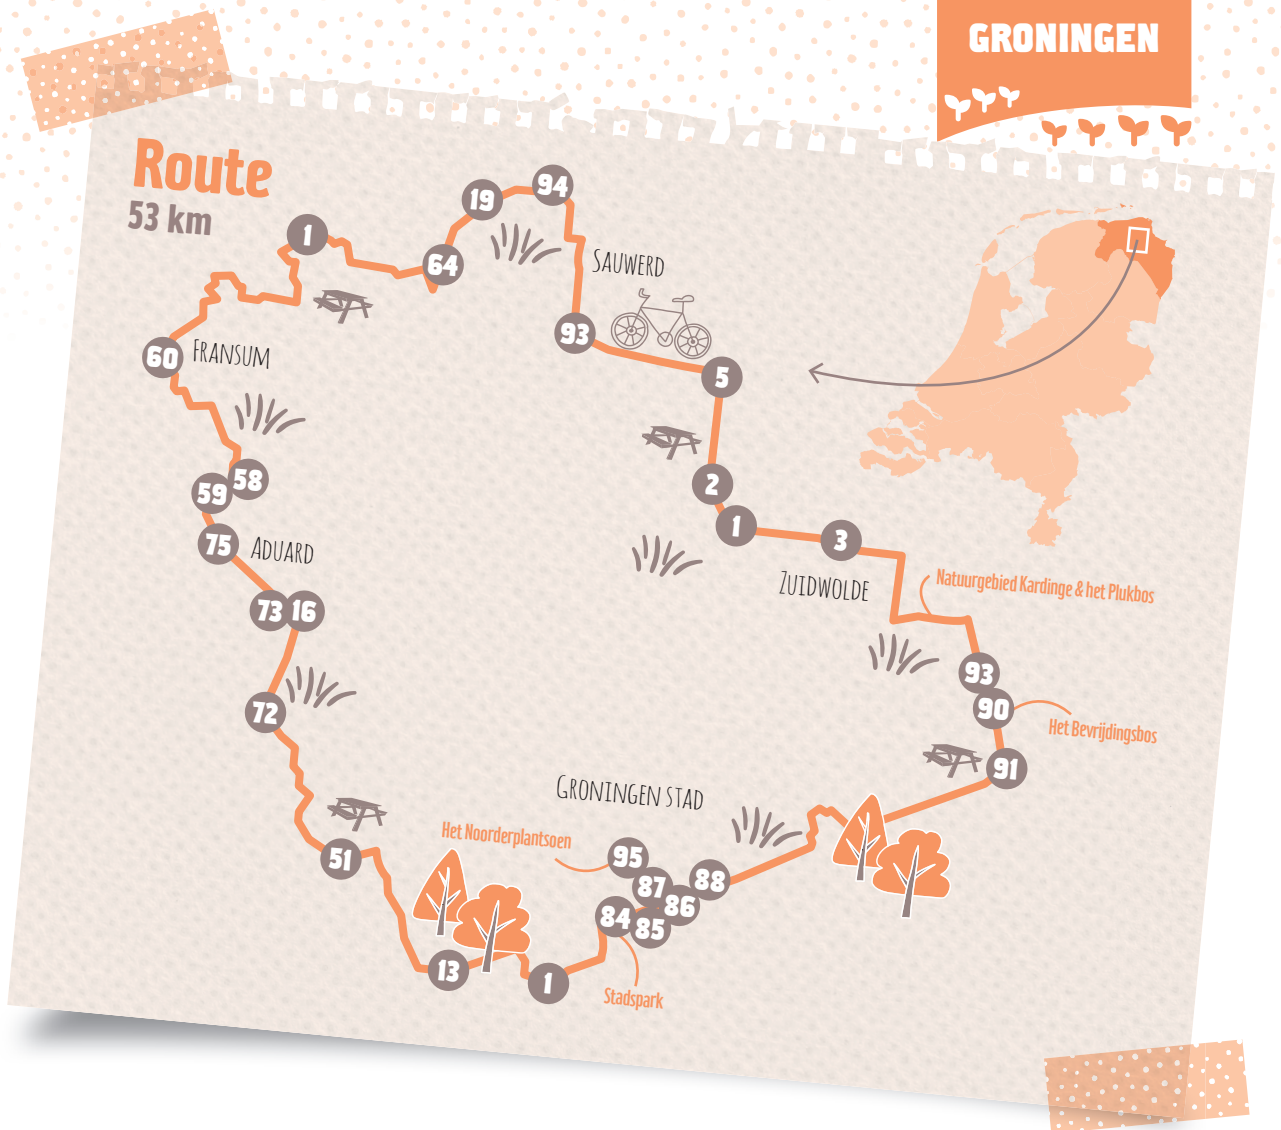 GRONINGEN
Route
53 km
94
19
1
64
SAUWERD
93
60
FRANSUM
5
58
59
2
1
3
75
ADUARD
ZUIDWOLDE
Natuurgebied Kardinge & het Plukbos
73
16
93
72
90
Het Bevrijdingsbos
91
GRONINGEN STAD
Het Noorderplantsoen
95
51
87
88
86
84
85
13
1
Stadspark